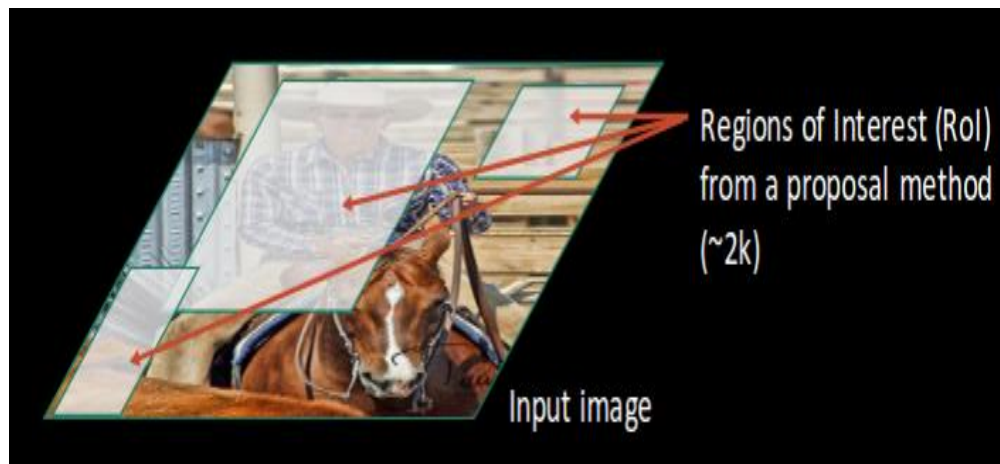 Regions of Interest (RoI)
from a proposal method
(~2k)
Input image